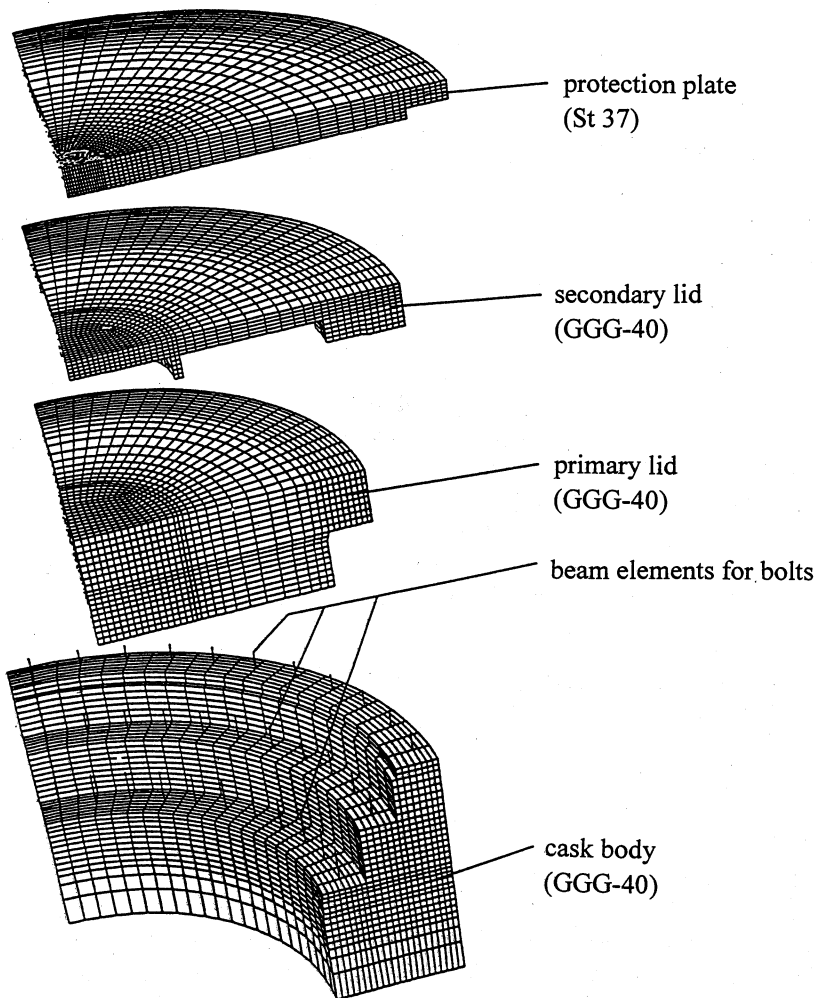 protection plate
(St 37)
secondary lid
(GGG-40)
primary lid
(GGG-40)
beam elements for bolts
cask body
(GGG-40)